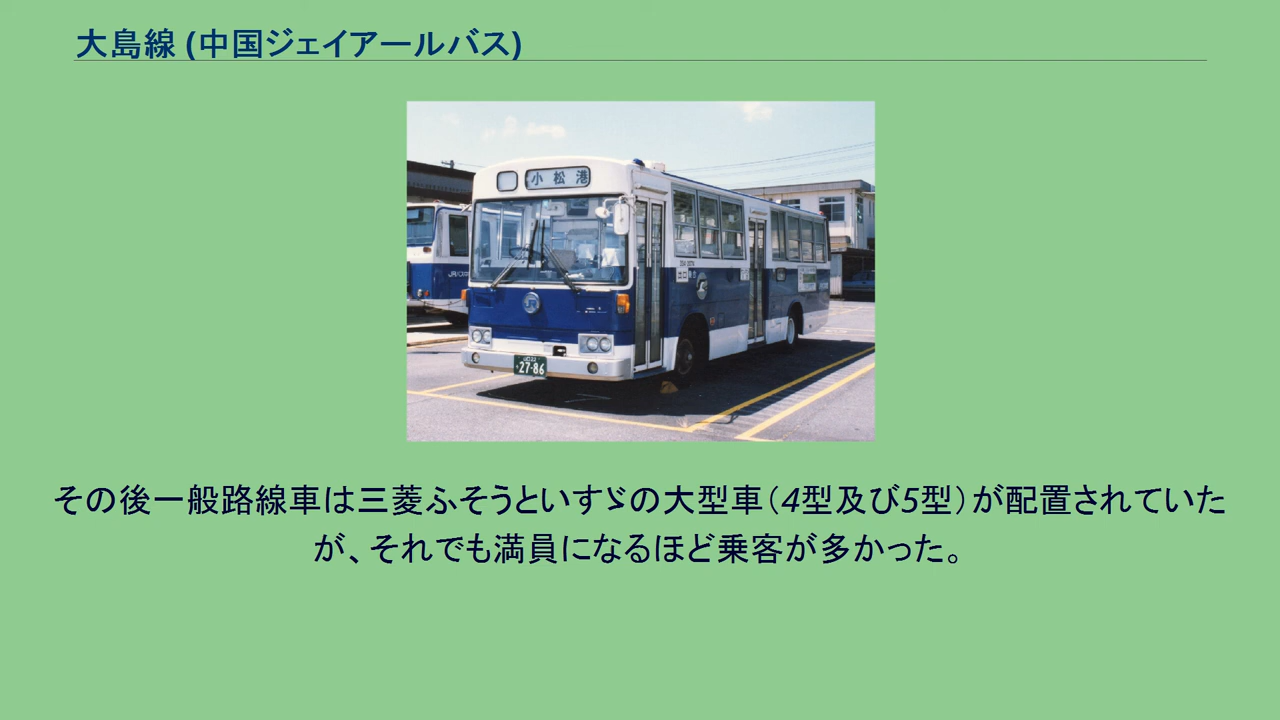 大島線 (中国ジェイアールバス)
小松港
JR
出口
27-86
その後一般路線車は三菱ふそうといすゞの大型車（4型及び5型）が配置されていた
が、それでも満員になるほど乗客が多かった。